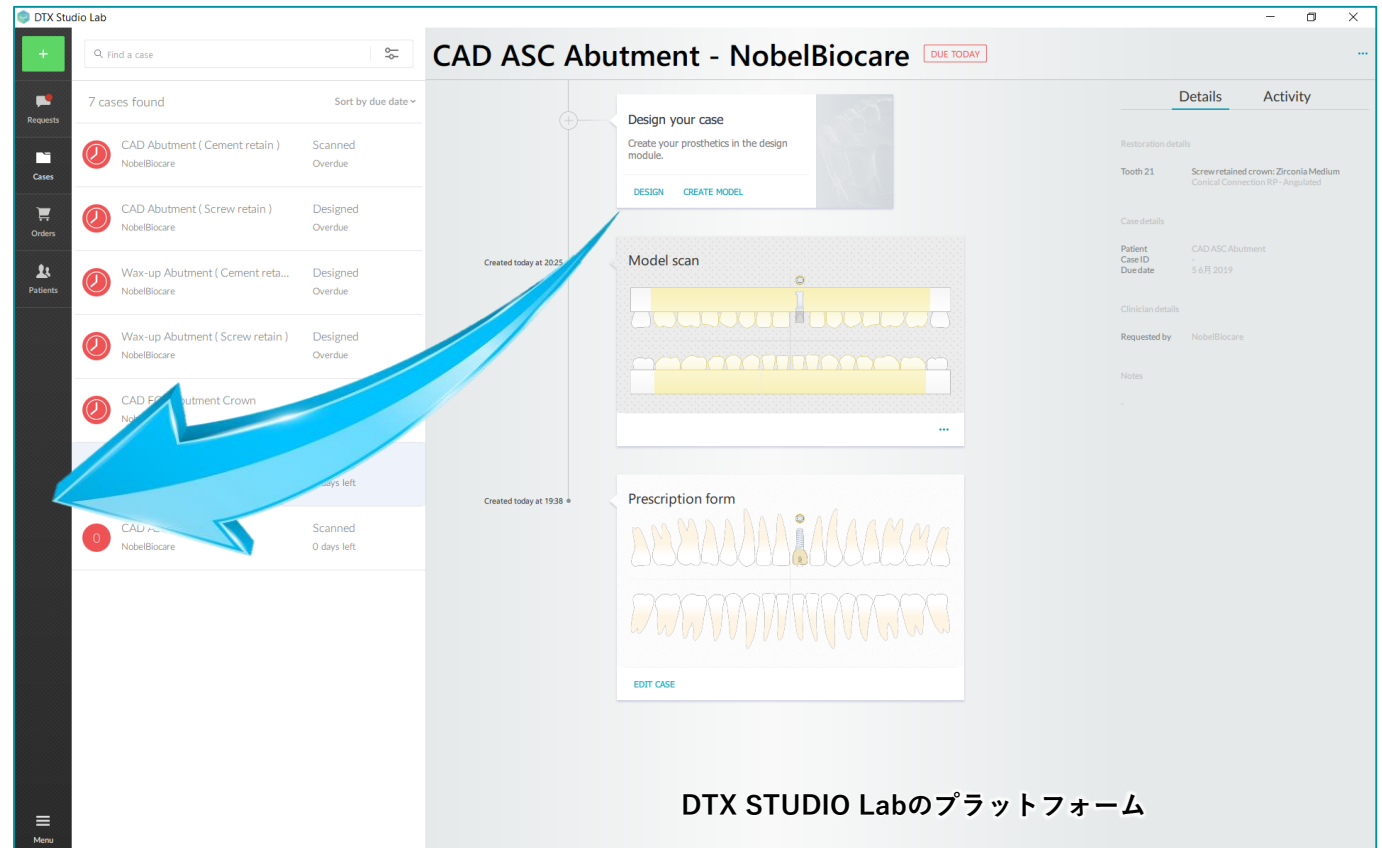 DTX Studio Lab
+
Find a case
CAD ASC Abutment - NobelBiocare
DUE TODAY
Requests
Cases
Orders
Patients
Menu
7 cases found
Sort by due date
CAD Abutment ( Cement retain )
Scanned
NobelBiocare
Overdue
CAD Abutment ( Screw retain )
Designed
NobelBiocare
Overdue
Wax-up Abutment ( Cement reta...
Designed
NobelBiocare
Overdue
Wax-up Abutment ( Screw retain )
Designed
NobelBiocare
Overdue
CAD
Crown
days left
0
CAD
Scanned
NobelBiocare
0 days left
Design your case
Create your prosthetics in the design
module.
DESIGN
CREATE MODEL
Created today at 20:25
Model scan
Created today at 19:38
Prescription form
EDIT CASE
Details
Activity
Restoration details
Tooth 21
Screw retained crown: Zirconia Medium
Conical Connection RP - Angulated
Case details
Patient
CAD ASC Abutment
Case ID
-
Due date
5 6月 2019
Clinician details
Requested by
NobelBiocare
Notes
-
DTX STUDIO Labのプラットフォーム